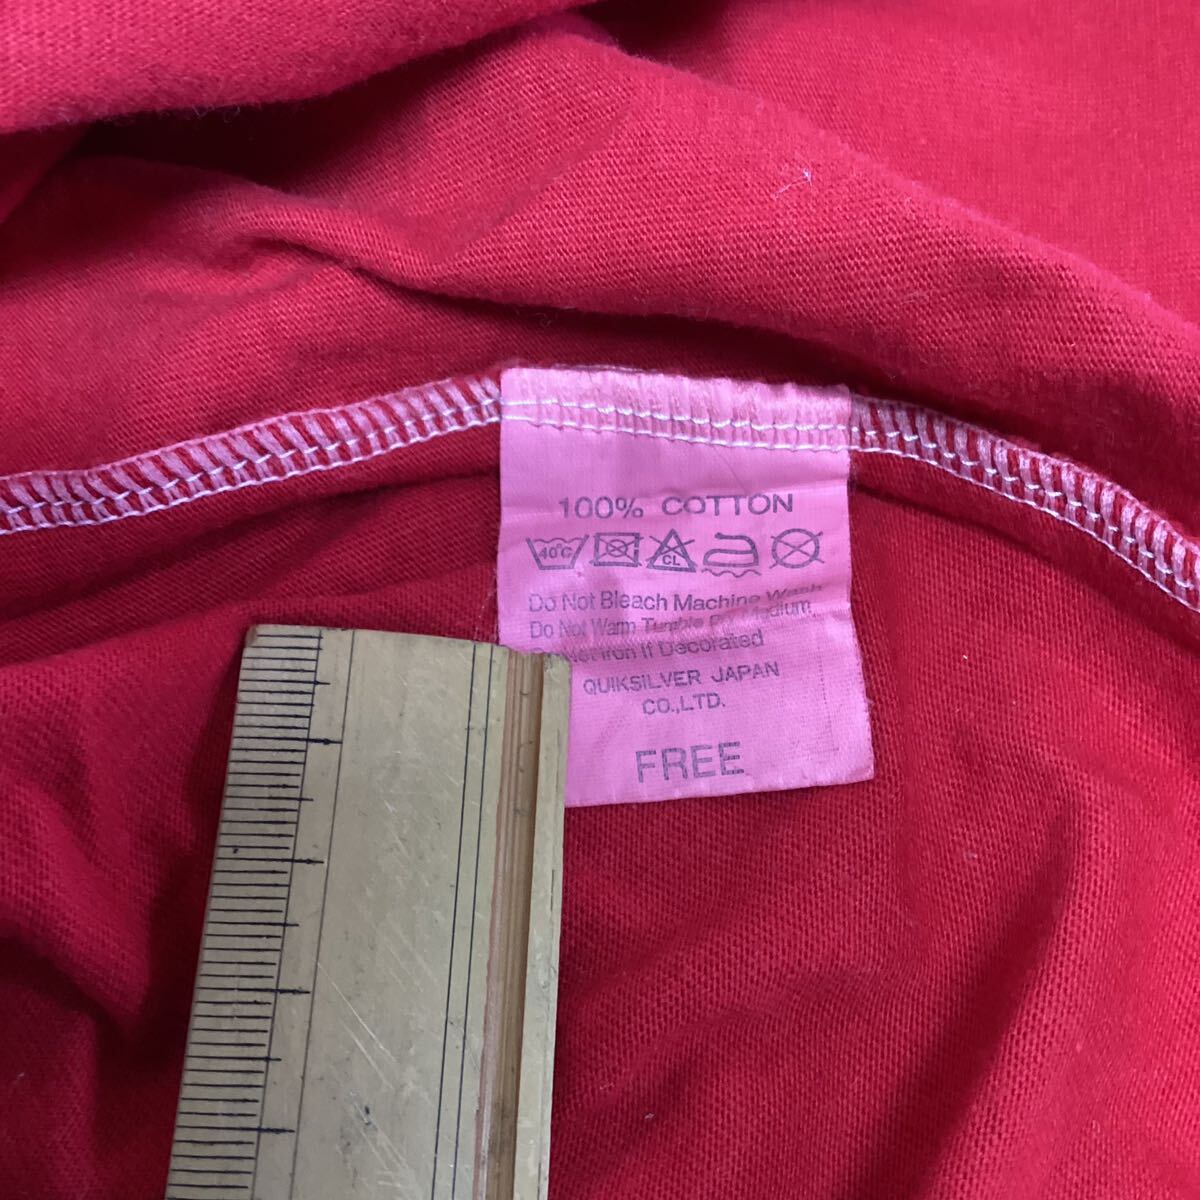 100% COTTON
40°C CL
Do Not Bleach Machine Wash
Do Not Warm Tumble Dry Medium
Do Not Iron If Decorated
QUIKSILVER JAPAN
CO.,LTD.
FREE